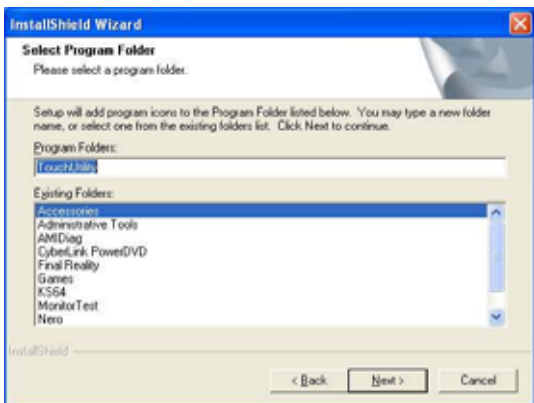 InstallShield Wizard
Select Program Folder
Please select a program folder.
Setup will add program icons to the Program Folder listed below. You may type a new folder
name, or select one from the existing folders list. Click Next to continue.
Program Folders:
TouchUtility
Existing Folders:
Accessories
Administrative Tools
AMIDiag
CyberLink PowerDVD
Final Reality
Games
KS64
MonitorTest
Nero
InstallShield
< Back
Next >
Cancel